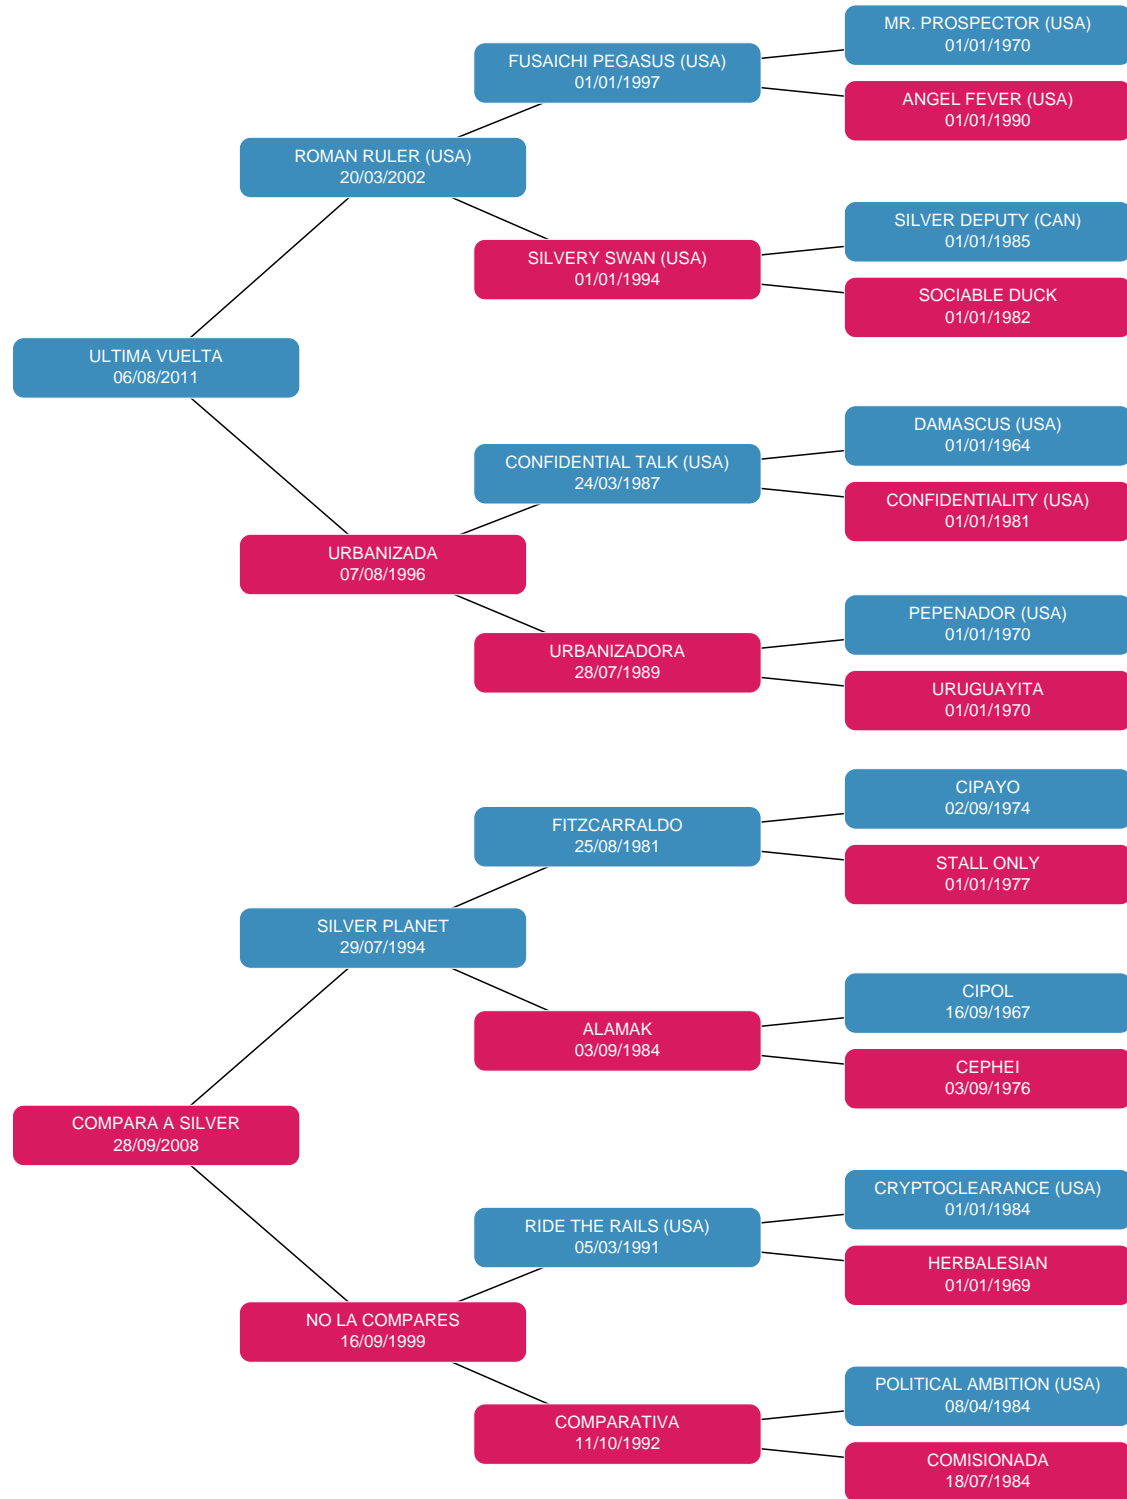 MR. PROSPECTOR (USA)
01/01/1970
FUSAICHI PEGASUS (USA)
01/01/1997
ANGEL FEVER (USA)
01/01/1990
ROMAN RULER (USA)
20/03/2002
SILVER DEPUTY (CAN)
01/01/1985
SILVERY SWAN (USA)
01/01/1994
SOCIABLE DUCK
01/01/1982
ULTIMA VUELTA
06/08/2011
DAMASCUS (USA)
01/01/1964
CONFIDENTIAL TALK (USA)
24/03/1987
CONFIDENTIALITY (USA)
01/01/1981
URBANIZADA
07/08/1996
PEPENADOR (USA)
01/01/1970
URBANIZADORA
28/07/1989
URUGUAYITA
01/01/1970
CIPAYO
02/09/1974
FITZCARRALDO
25/08/1981
STALL ONLY
01/01/1977
SILVER PLANET
29/07/1994
CIPOL
16/09/1967
ALAMAK
03/09/1984
CEPHEI
03/09/1976
COMPARA A SILVER
28/09/2008
CRYPTOCLEARANCE (USA)
01/01/1984
RIDE THE RAILS (USA)
05/03/1991
HERBALESIAN
01/01/1969
NO LA COMPARES
16/09/1999
POLITICAL AMBITION (USA)
08/04/1984
COMPARATIVA
11/10/1992
COMISIONADA
18/07/1984